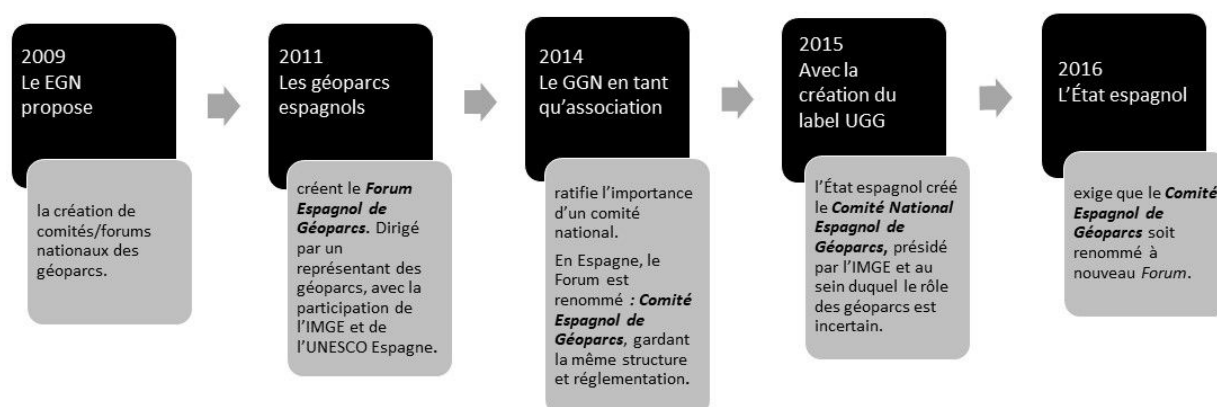 2009
Le EGN
propose
la création de
comités/forums
nationaux des
géoparcs.
2011
Les géoparcs
espagnols
créent le Forum
Espagnol de
Géoparcs. Dirigé
par un
représentant des
géoparcs, avec la
participation de
l'IMGE et de
l'UNESCO Espagne.
2014
Le GGN en tant
qu'association
ratifie l'importance
d'un comité
national.
En Espagne, le
Forum est
renommé : Comité
Espagnol de
Géoparcs, gardant
la même structure
et réglementation.
2015
Avec la
création du
label UGG
l'État espagnol créé
le Comité National
Espagnol de
Géoparcs, présidé
par l'IMGE et au
sein duquel le rôle
des géoparcs est
incertain.
2016
L'État espagnol
exige que le Comité
Espagnol de
Géoparcs soit
renommé à
nouveau Forum.